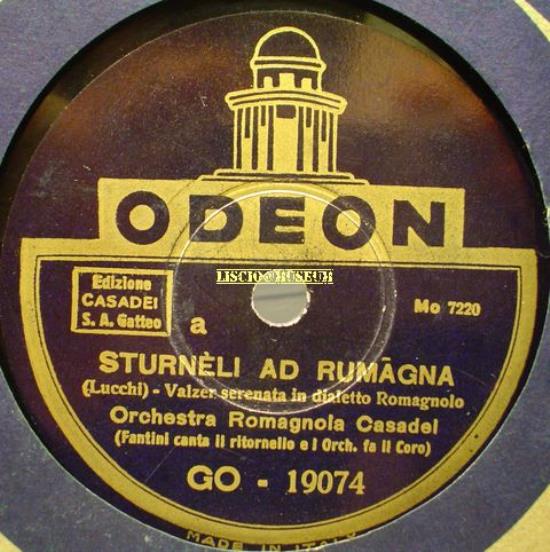 ODEON
LISCIO@MUSEUM
Edizione
CASADEI
S. A. Gatteo
a
Mo 7220
STURNÈLI AD RUMĀGNA
(Lucchi) - Valzer serenata in dialetto Romagnolo
Orchestra Romagnola Casadei
(Fantini canta il ritornello e l Orch. fa il Coro)
GO - 19074
MADE IN ITALY